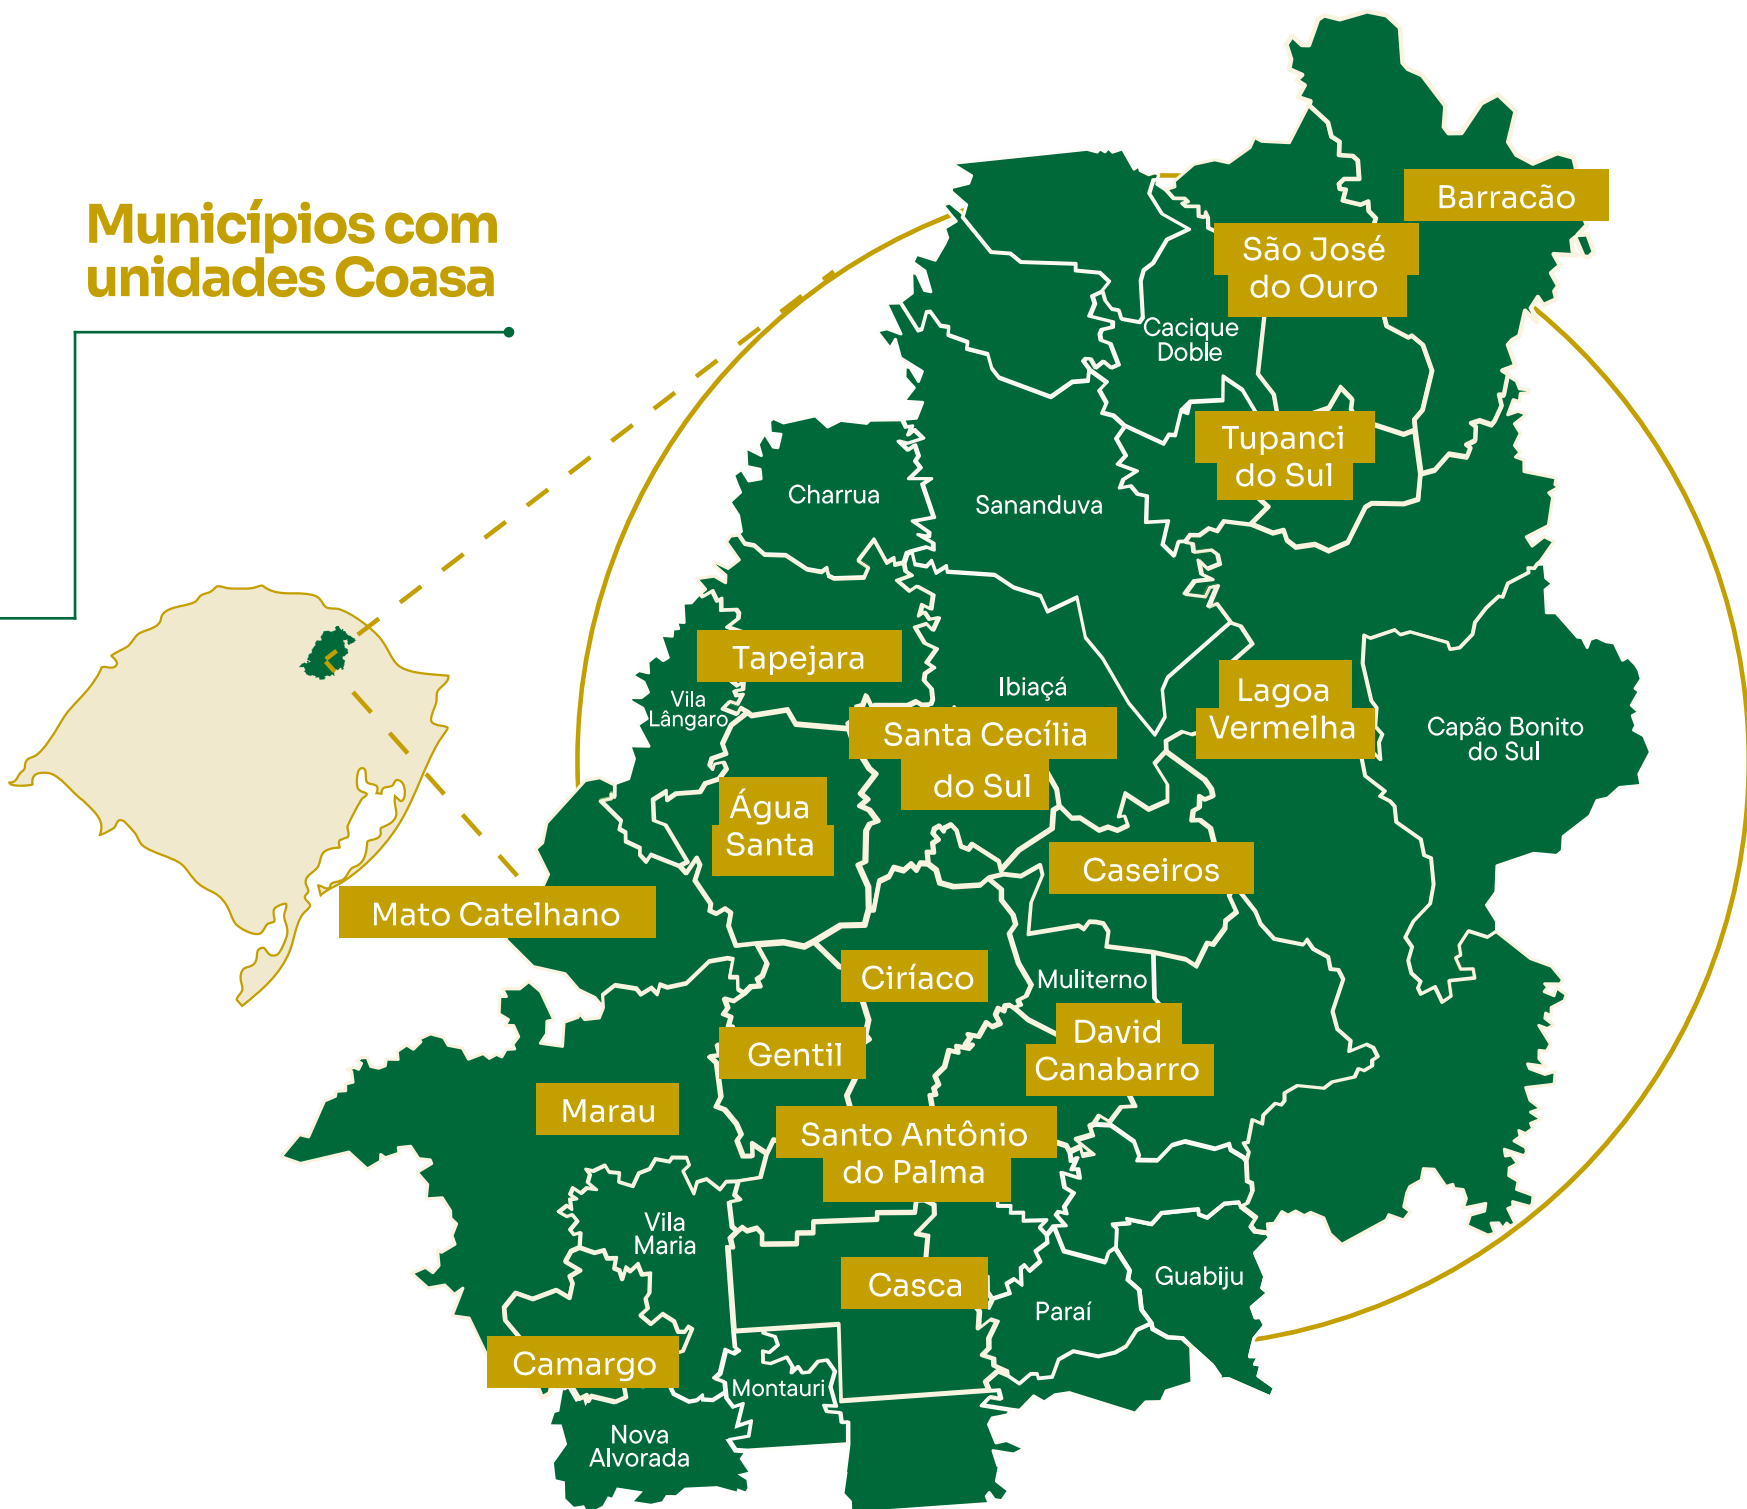 Municípios com
unidades Coasa
Barracão
São José
do Ouro
Cacique
Doble
Tupanci
do Sul
Charrua
Sananduva
Tapejara
Ibiaçá
Vila
Lângaro
Lagoa
Vermelha
Capão Bonito
do Sul
Santa Cecília
do Sul
Água
Santa
Caseiros
Mato Catelhano
Ciríaco
Muliterno
David
Canabarro
Gentil
Marau
Santo Antônio
do Palma
Vila
Maria
Casca
Guabiju
Paraí
Camargo
Montauri
Nova
Alvorada